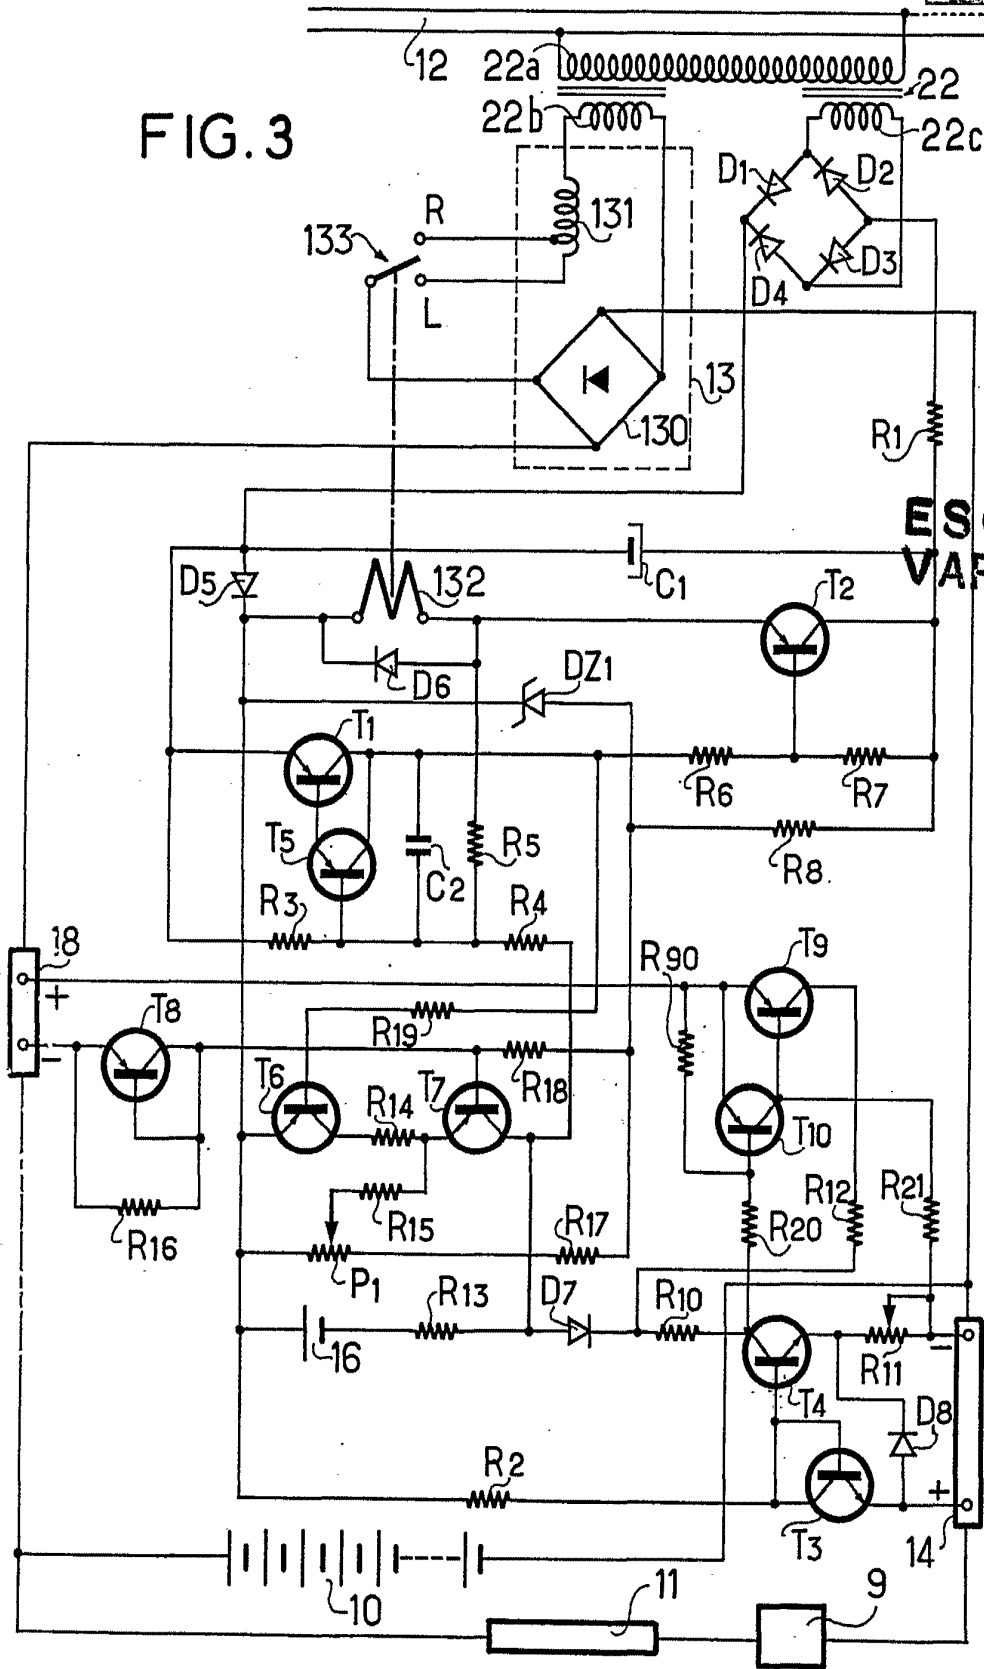 12
22a
22
22b
22c
FIG. 3
D1
D2
R
131
133
D3
D4
L
13
130
R1
ES
VAR
D5
132
C1
T2
D6
DZ1
T1
R6
R7
T5
R5
C2
R8
R3
R4
18
T9
R90
+
T8
R19
−
R18
T6
T7
R14
T10
R12
R21
R15
R17
R20
R16
P1
R13
D7
R10
16
R11
−
T4
D8
R2
+
T3
14
10
11
9